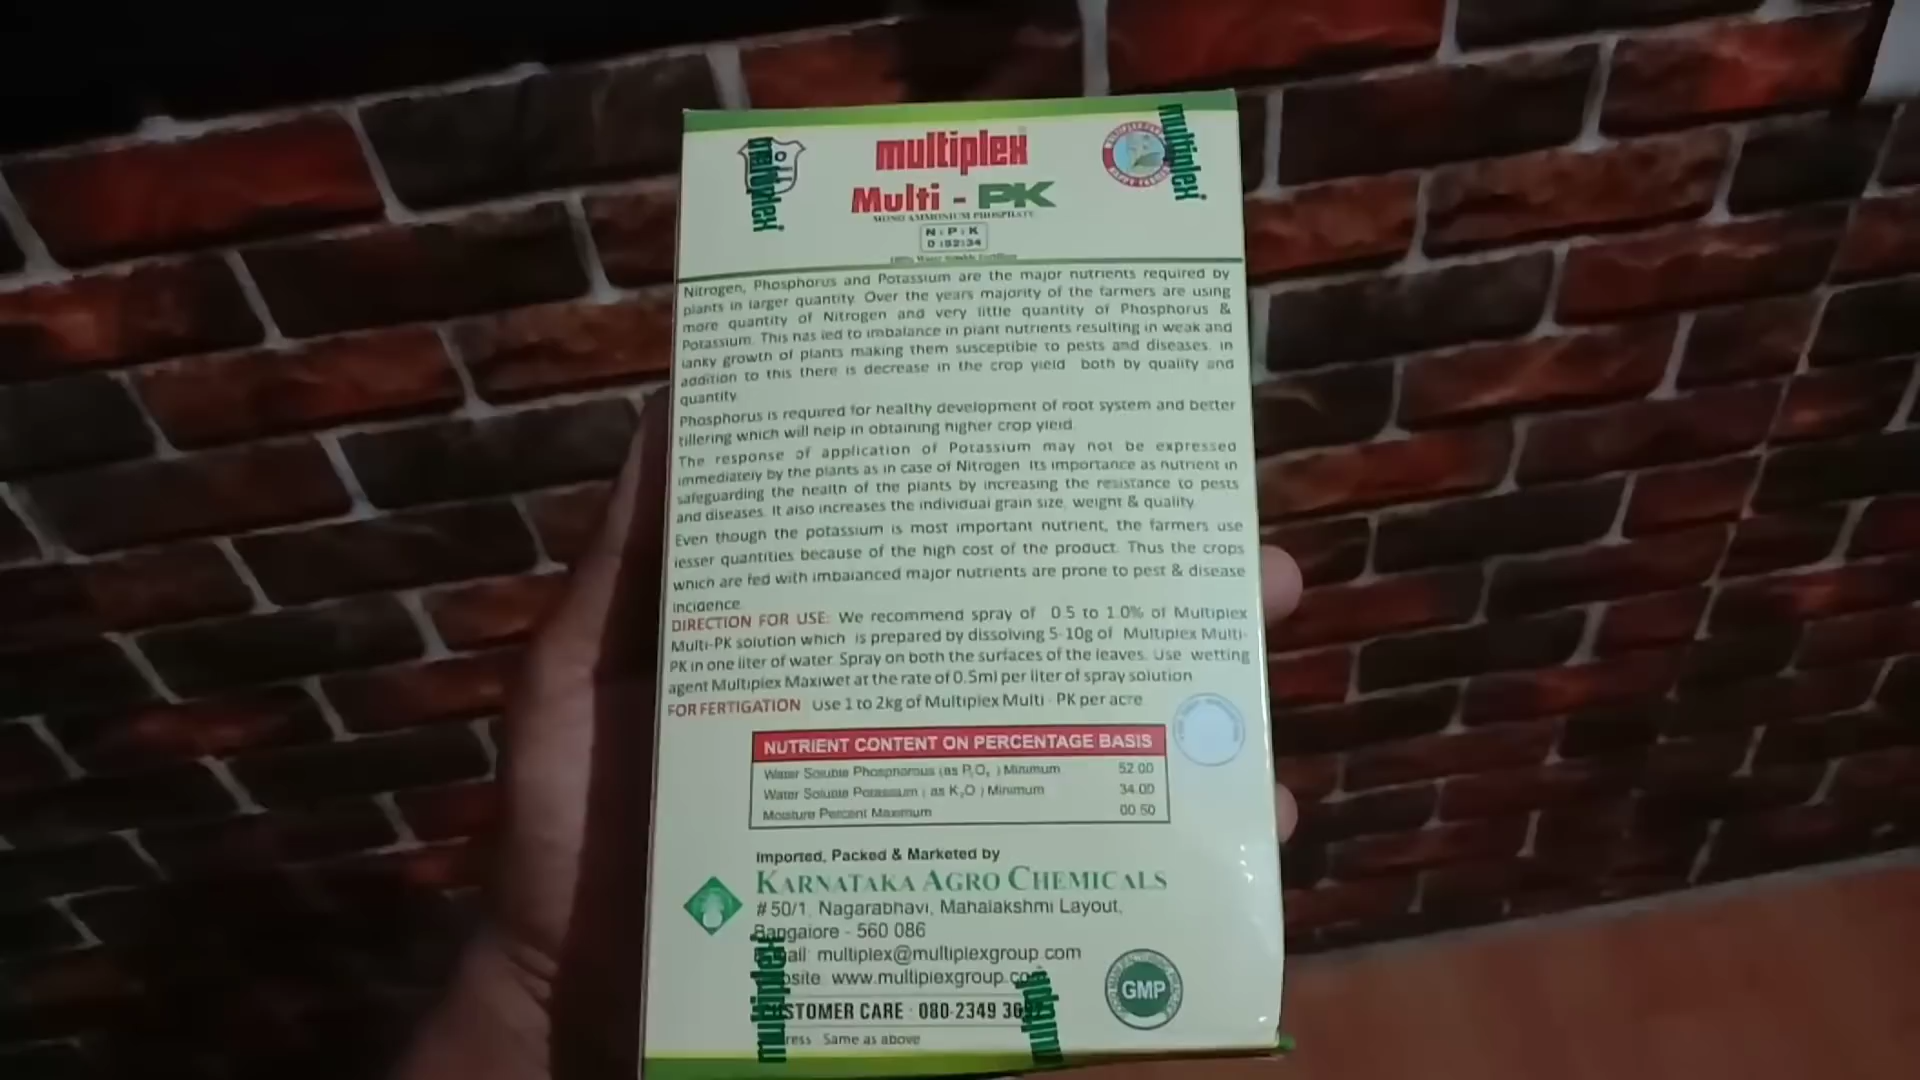 multiplex
Multi - PK
MONO AMMONIUM PHOSPHATE
N : P : K
0 : 52 : 34
100% Water Soluble Fertilizer
Nitrogen, Phosphorus and Potassium are the major nutrients required by
plants in larger quantity. Over the years majority of the farmers are using
more quantity of Nitrogen and very little quantity of Phosphorus &
Potassium. This has led to imbalance in plant nutrients resulting in weak and
lanky growth of plants making them susceptible to pests and diseases. In
addition to this there is decrease in the crop yield both by quality and
quantity.
Phosphorus is required for healthy development of root system and better
tillering which will help in obtaining higher crop yield.
The response of application of Potassium may not be expressed
immediately by the plants as in case of Nitrogen. Its importance as nutrient in
safeguarding the health of the plants by increasing the resistance to pests
and diseases. It also increases the individual grain size, weight & quality.
Even though the potassium is most important nutrient, the farmers use
lesser quantities because of the high cost of the product. Thus the crops
which are fed with imbalanced major nutrients are prone to pest & disease
incidence.
DIRECTION FOR USE: We recommend spray of 0.5 to 1.0% of Multiplex
Multi-PK solution which is prepared by dissolving 5-10g of Multiplex Multi-
PK in one liter of water. Spray on both the surfaces of the leaves. Use wetting
agent Multiplex Maxiwet at the rate of 0.5ml per liter of spray solution
FOR FERTIGATION : Use 1 to 2kg of Multiplex Multi - PK per acre
NUTRIENT CONTENT ON PERCENTAGE BASIS
Water Soluble Phosphorous (as P2O5) Minimum 52.00
Water Soluble Potassium (as K2O) Minimum 34.00
Moisture Percent Maximum 00.50
Imported, Packed & Marketed by
KARNATAKA AGRO CHEMICALS
# 50/1, Nagarabhavi, Mahalakshmi Layout,
Bangalore - 560 086
multiplex@multiplexgroup.com
www.multiplexgroup.co
CUSTOMER CARE : 080-2349 36
Same as above
GMP
multiplex
multiplex
multiplex
multiplex